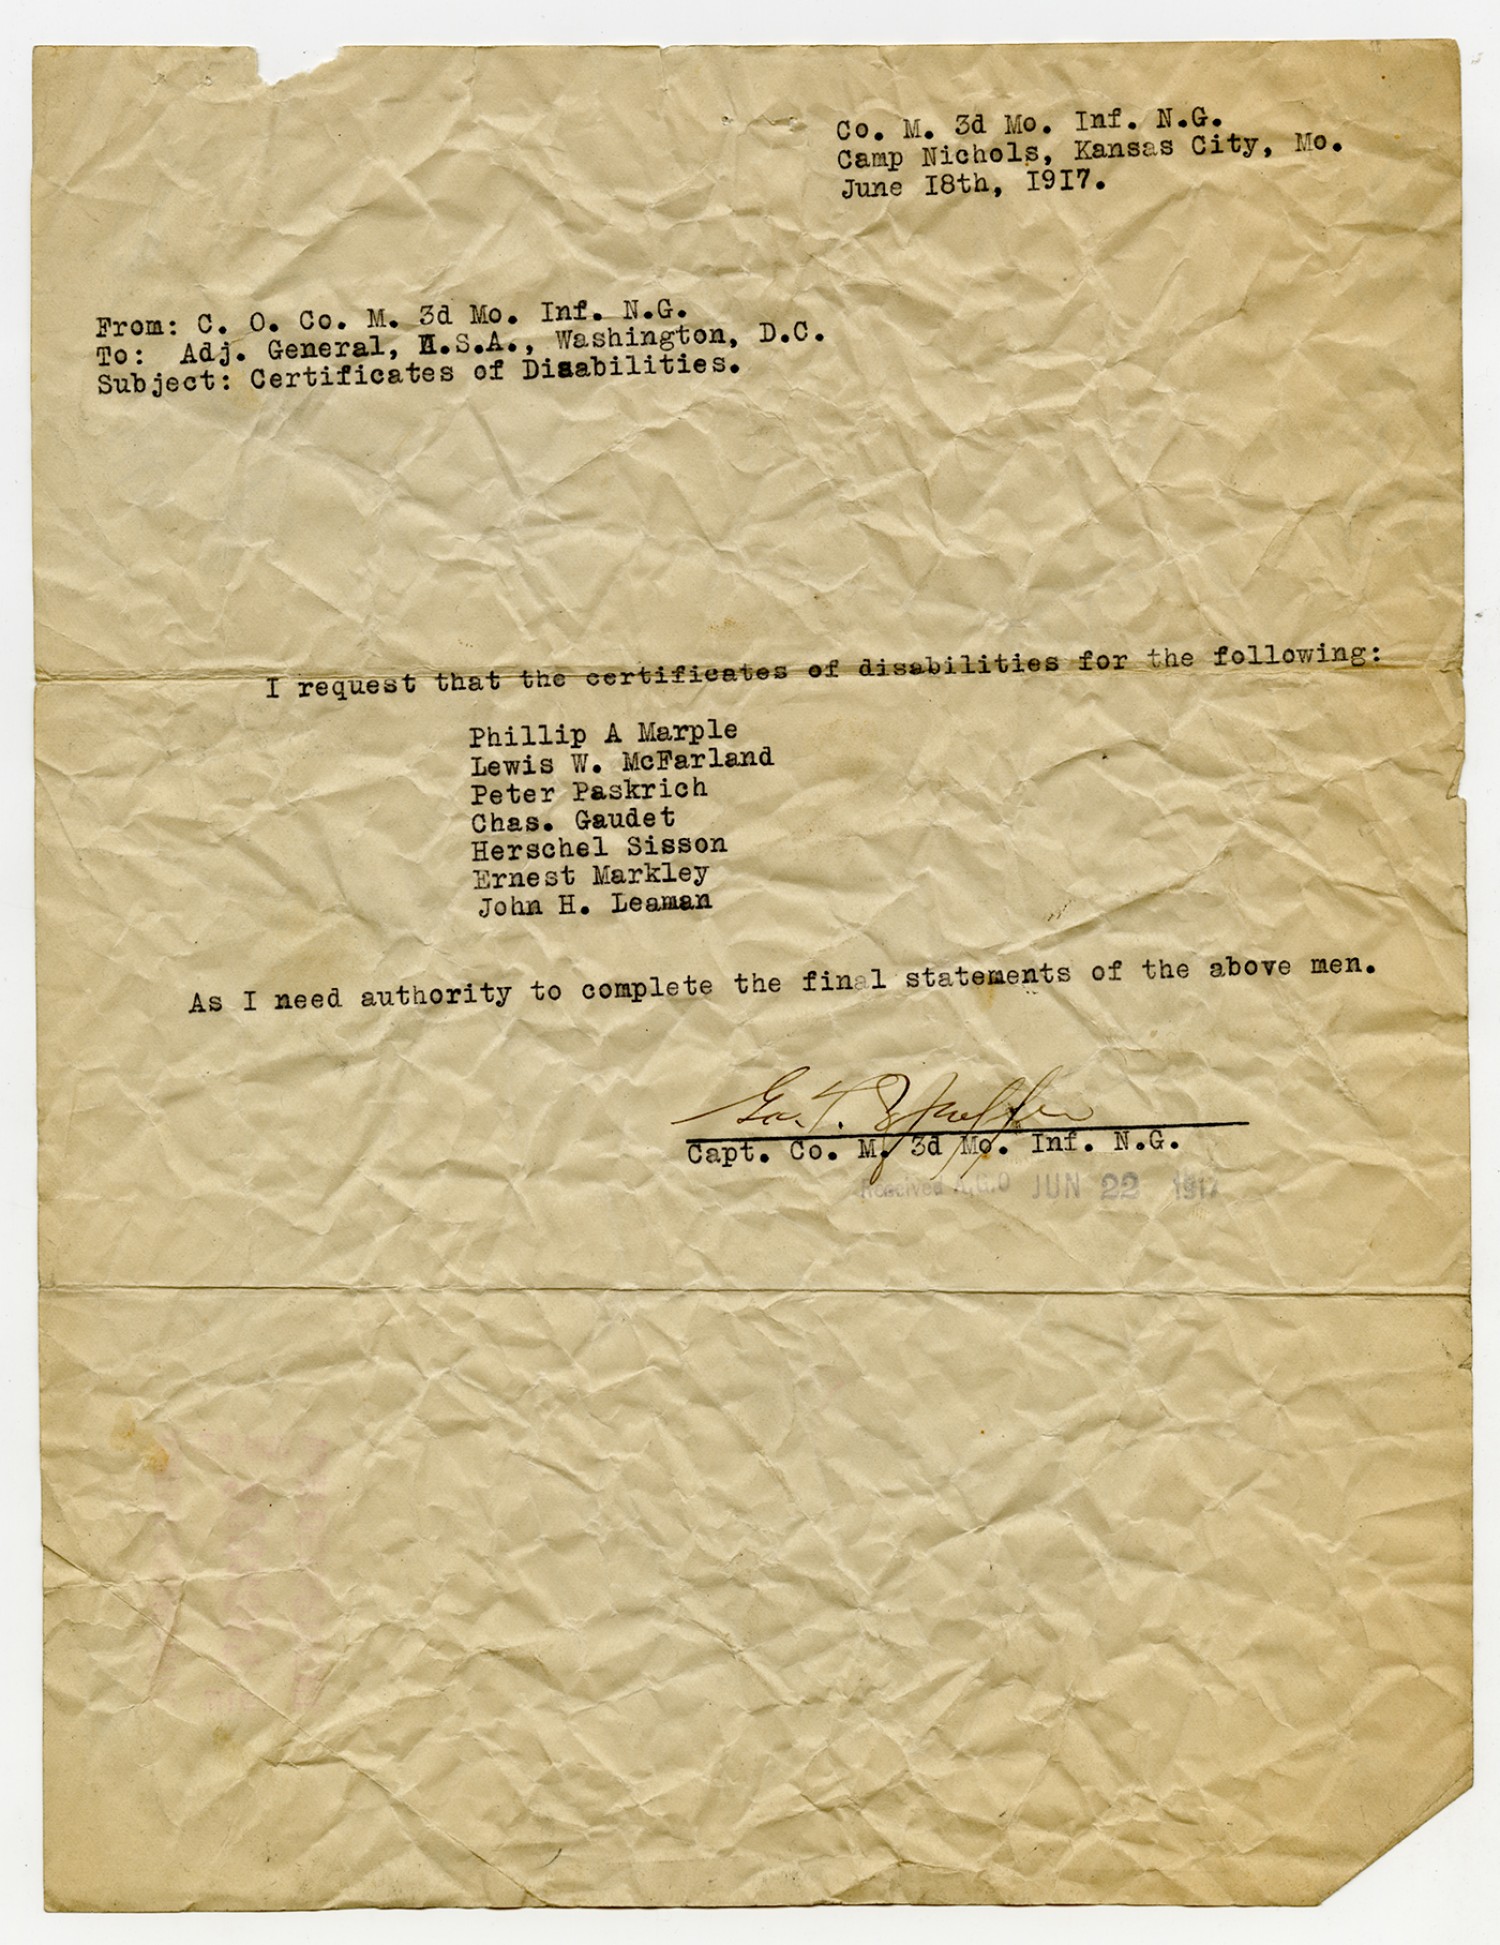 Co. M. 3d Mo. Inf. N.G.
Camp Nichols, Kansas City, Mo.
June I8th, I9I7.
From: C. O. Co. M. 3d Mo. Inf. N.G.
To: Adj. General, U.S.A., Washington, D.C.
Subject: Certificates of Disabilities.
I request that the certificates of disabilities for the following:
Phillip A Marple
Lewis W. McFarland
Peter Paskrich
Chas. Gaudet
Herschel Sisson
Ernest Markley
John H. Leaman
As I need authority to complete the final statements of the above men.
Capt. Co. M. 3d Mo. Inf. N.G.
Received A.G.O JUN 22 1917